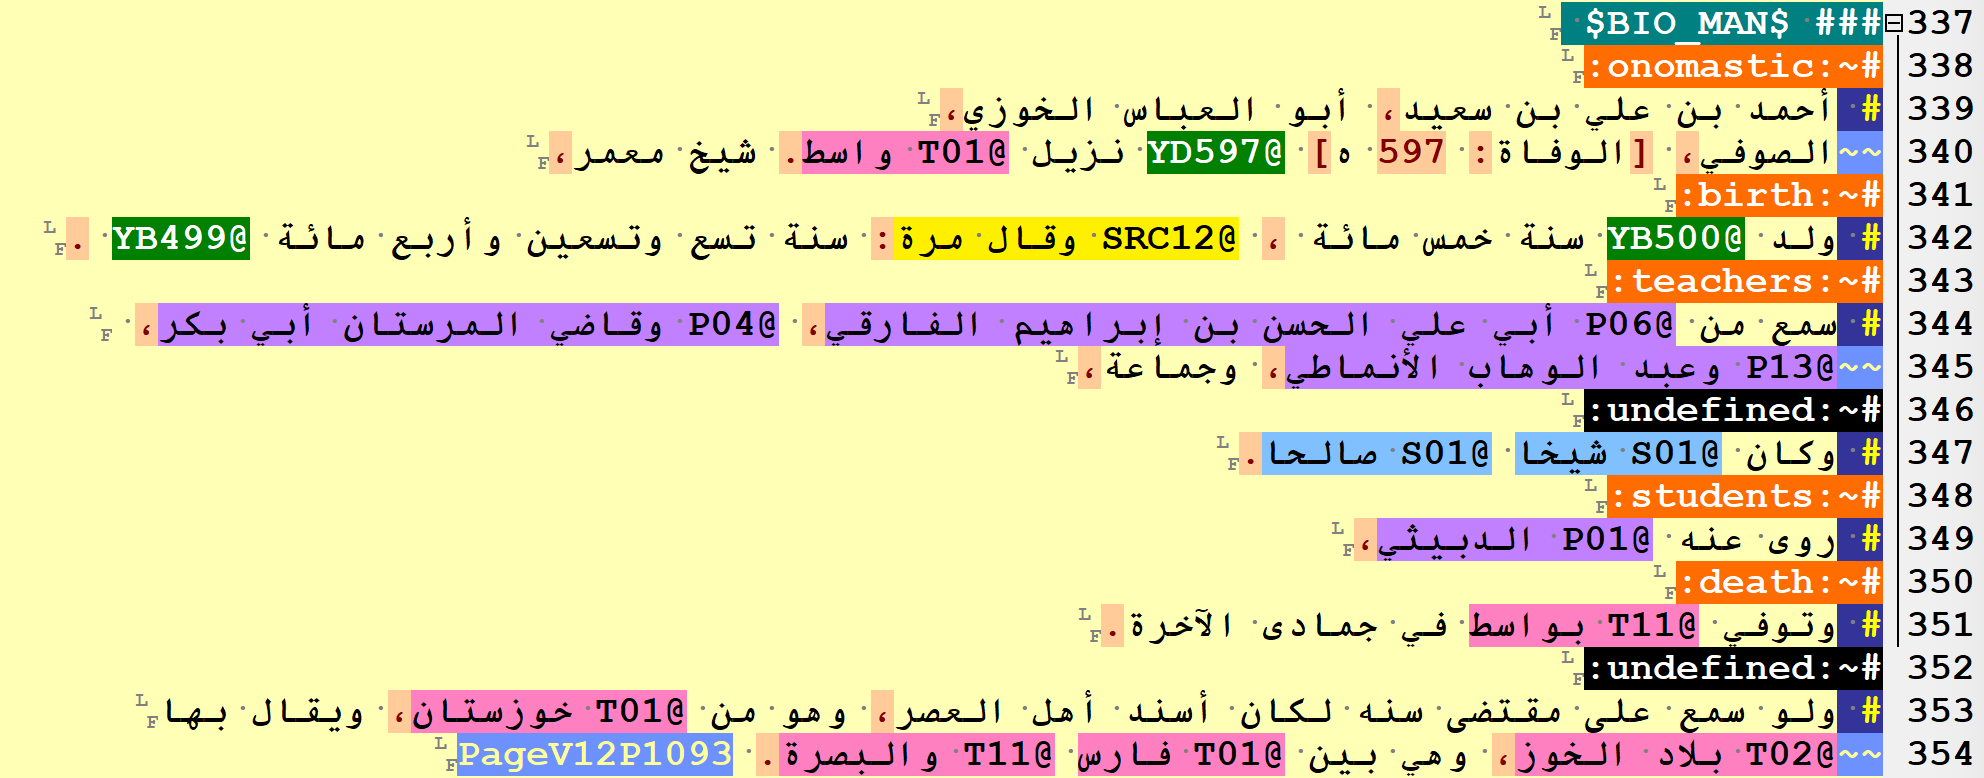 337 ### $BIO_MAN$
338 #~:onomastic:
339 # أحمد بن علي بن سعيد، أبو العباس الخوزي،
340 ~~الصوفي، [الوفاة: 597 ه] @YD597 نزيل @T01 واسط. شيخ معمر،
341 #~:birth:
342 # ولد @YB500 سنة خمس مائة ، @SRC12 وقال مرة: سنة تسع وتسعين وأربع مائة @YB499 .
343 #~:teachers:
344 # سمع من @P06 أبي علي الحسن بن إبراهيم الفارقي، @P04 وقاضي المرستان أبي بكر،
345 ~~@P13 وعبد الوهاب الأنماطي، وجماعة،
346 #~:undefined:
347 # وكان @S01 شيخا @S01 صالحا.
348 #~:students:
349 # روى عنه @P01 الدبيثي،
350 #~:death:
351 # وتوفي @T11 بواسط في جمادى الآخرة.
352 #~:undefined:
353 # ولو سمع على مقتضى سنه لكان أسند أهل العصر، وهو من @T01 خوزستان، ويقال بها
354 ~~@T02 بلاد الخوز، وهي بين @T01 فارس @T11 والبصرة. PageV12P1093